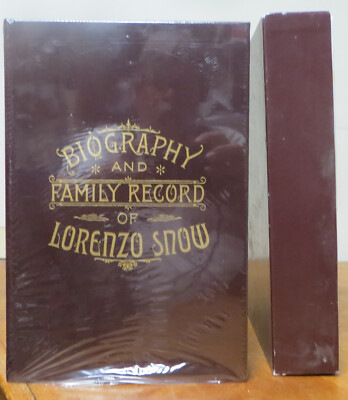 BIOGRAPHY
AND
FAMILY RECORD
OF
LORENZO SNOW